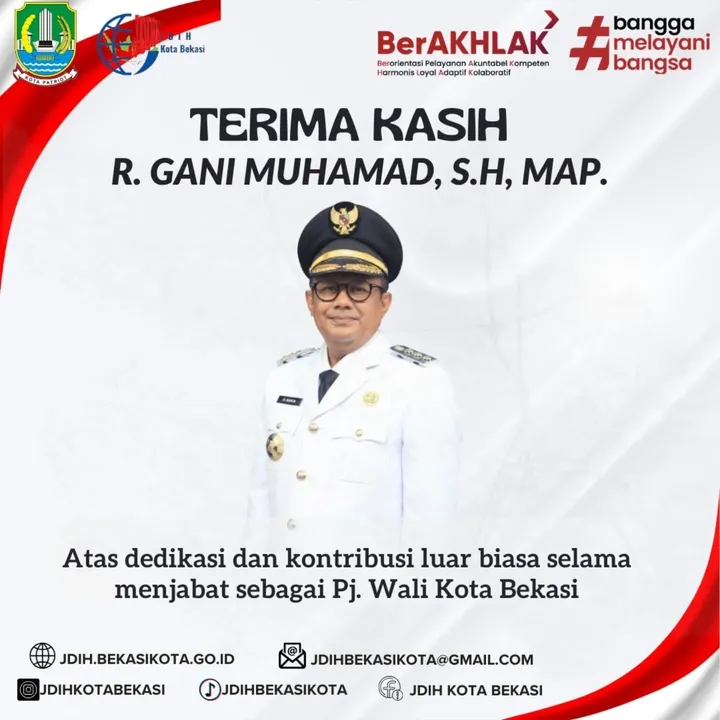 KOTA PATRIOT
Kota Bekasi
BerAKHLAK
Berorientasi Pelayanan Akuntabel Kompeten
Harmonis Loyal Adaptif Kolaboratif
#bangga
melayani
bangsa
TERIMA KASIH
R. GANI MUHAMAD, S.H, MAP.
Atas dedikasi dan kontribusi luar biasa selama
menjabat sebagai Pj. Wali Kota Bekasi
JDIH.BEKASIKOTA.GO.ID
JDIHBEKASIKOTA@GMAIL.COM
JDIHKOTABEKASI
JDIHBEKASIKOTA
JDIH KOTA BEKASI